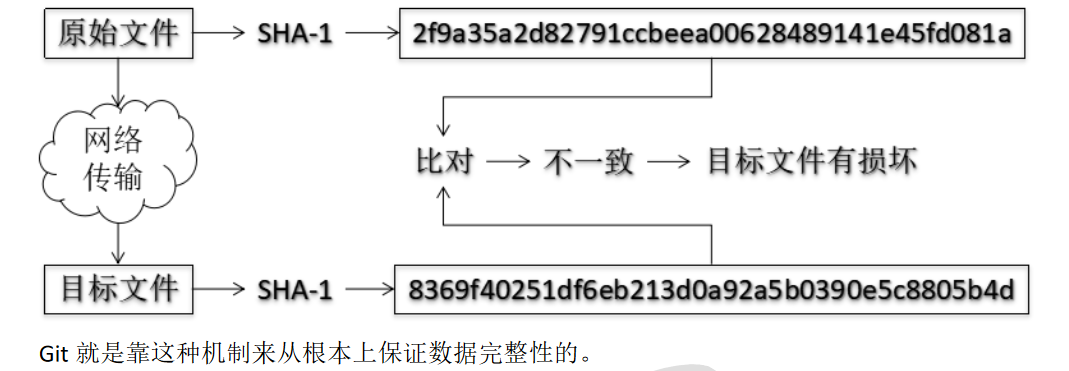 原始文件 SHA-1 2f9a35a2d82791ccbeea00628489141e45fd081a
网络
传输
比对 不一致 目标文件有损坏
目标文件 SHA-1 8369f40251df6eb213d0a92a5b0390e5c8805b4d
Git 就是靠这种机制来从根本上保证数据完整性的。